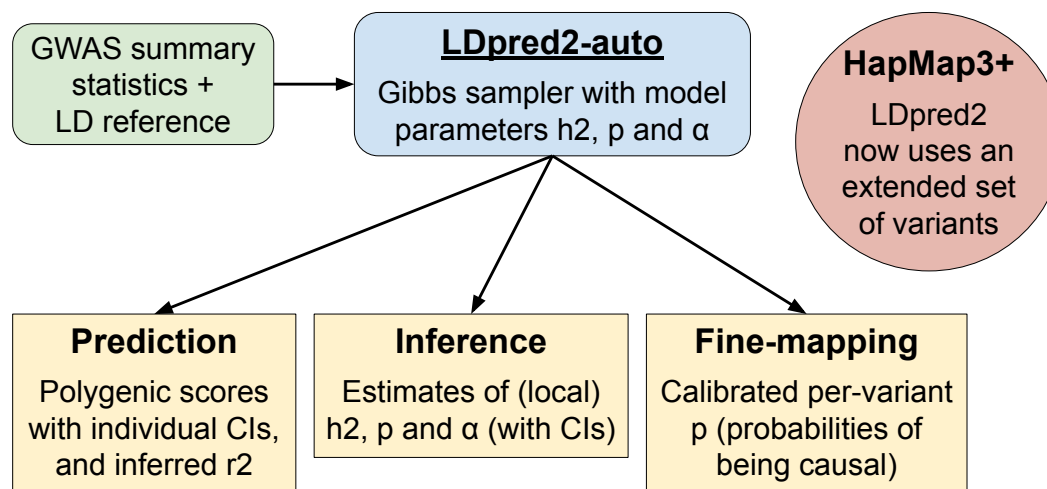 GWAS summary
statistics +
LD reference
LDpred2-auto
Gibbs sampler with model
parameters h2, p and α
HapMap3+
LDpred2
now uses an
extended set
of variants
Prediction
Polygenic scores
with individual CIs,
and inferred r2
Inference
Estimates of (local)
h2, p and α (with CIs)
Fine-mapping
Calibrated per-variant
p (probabilities of
being causal)